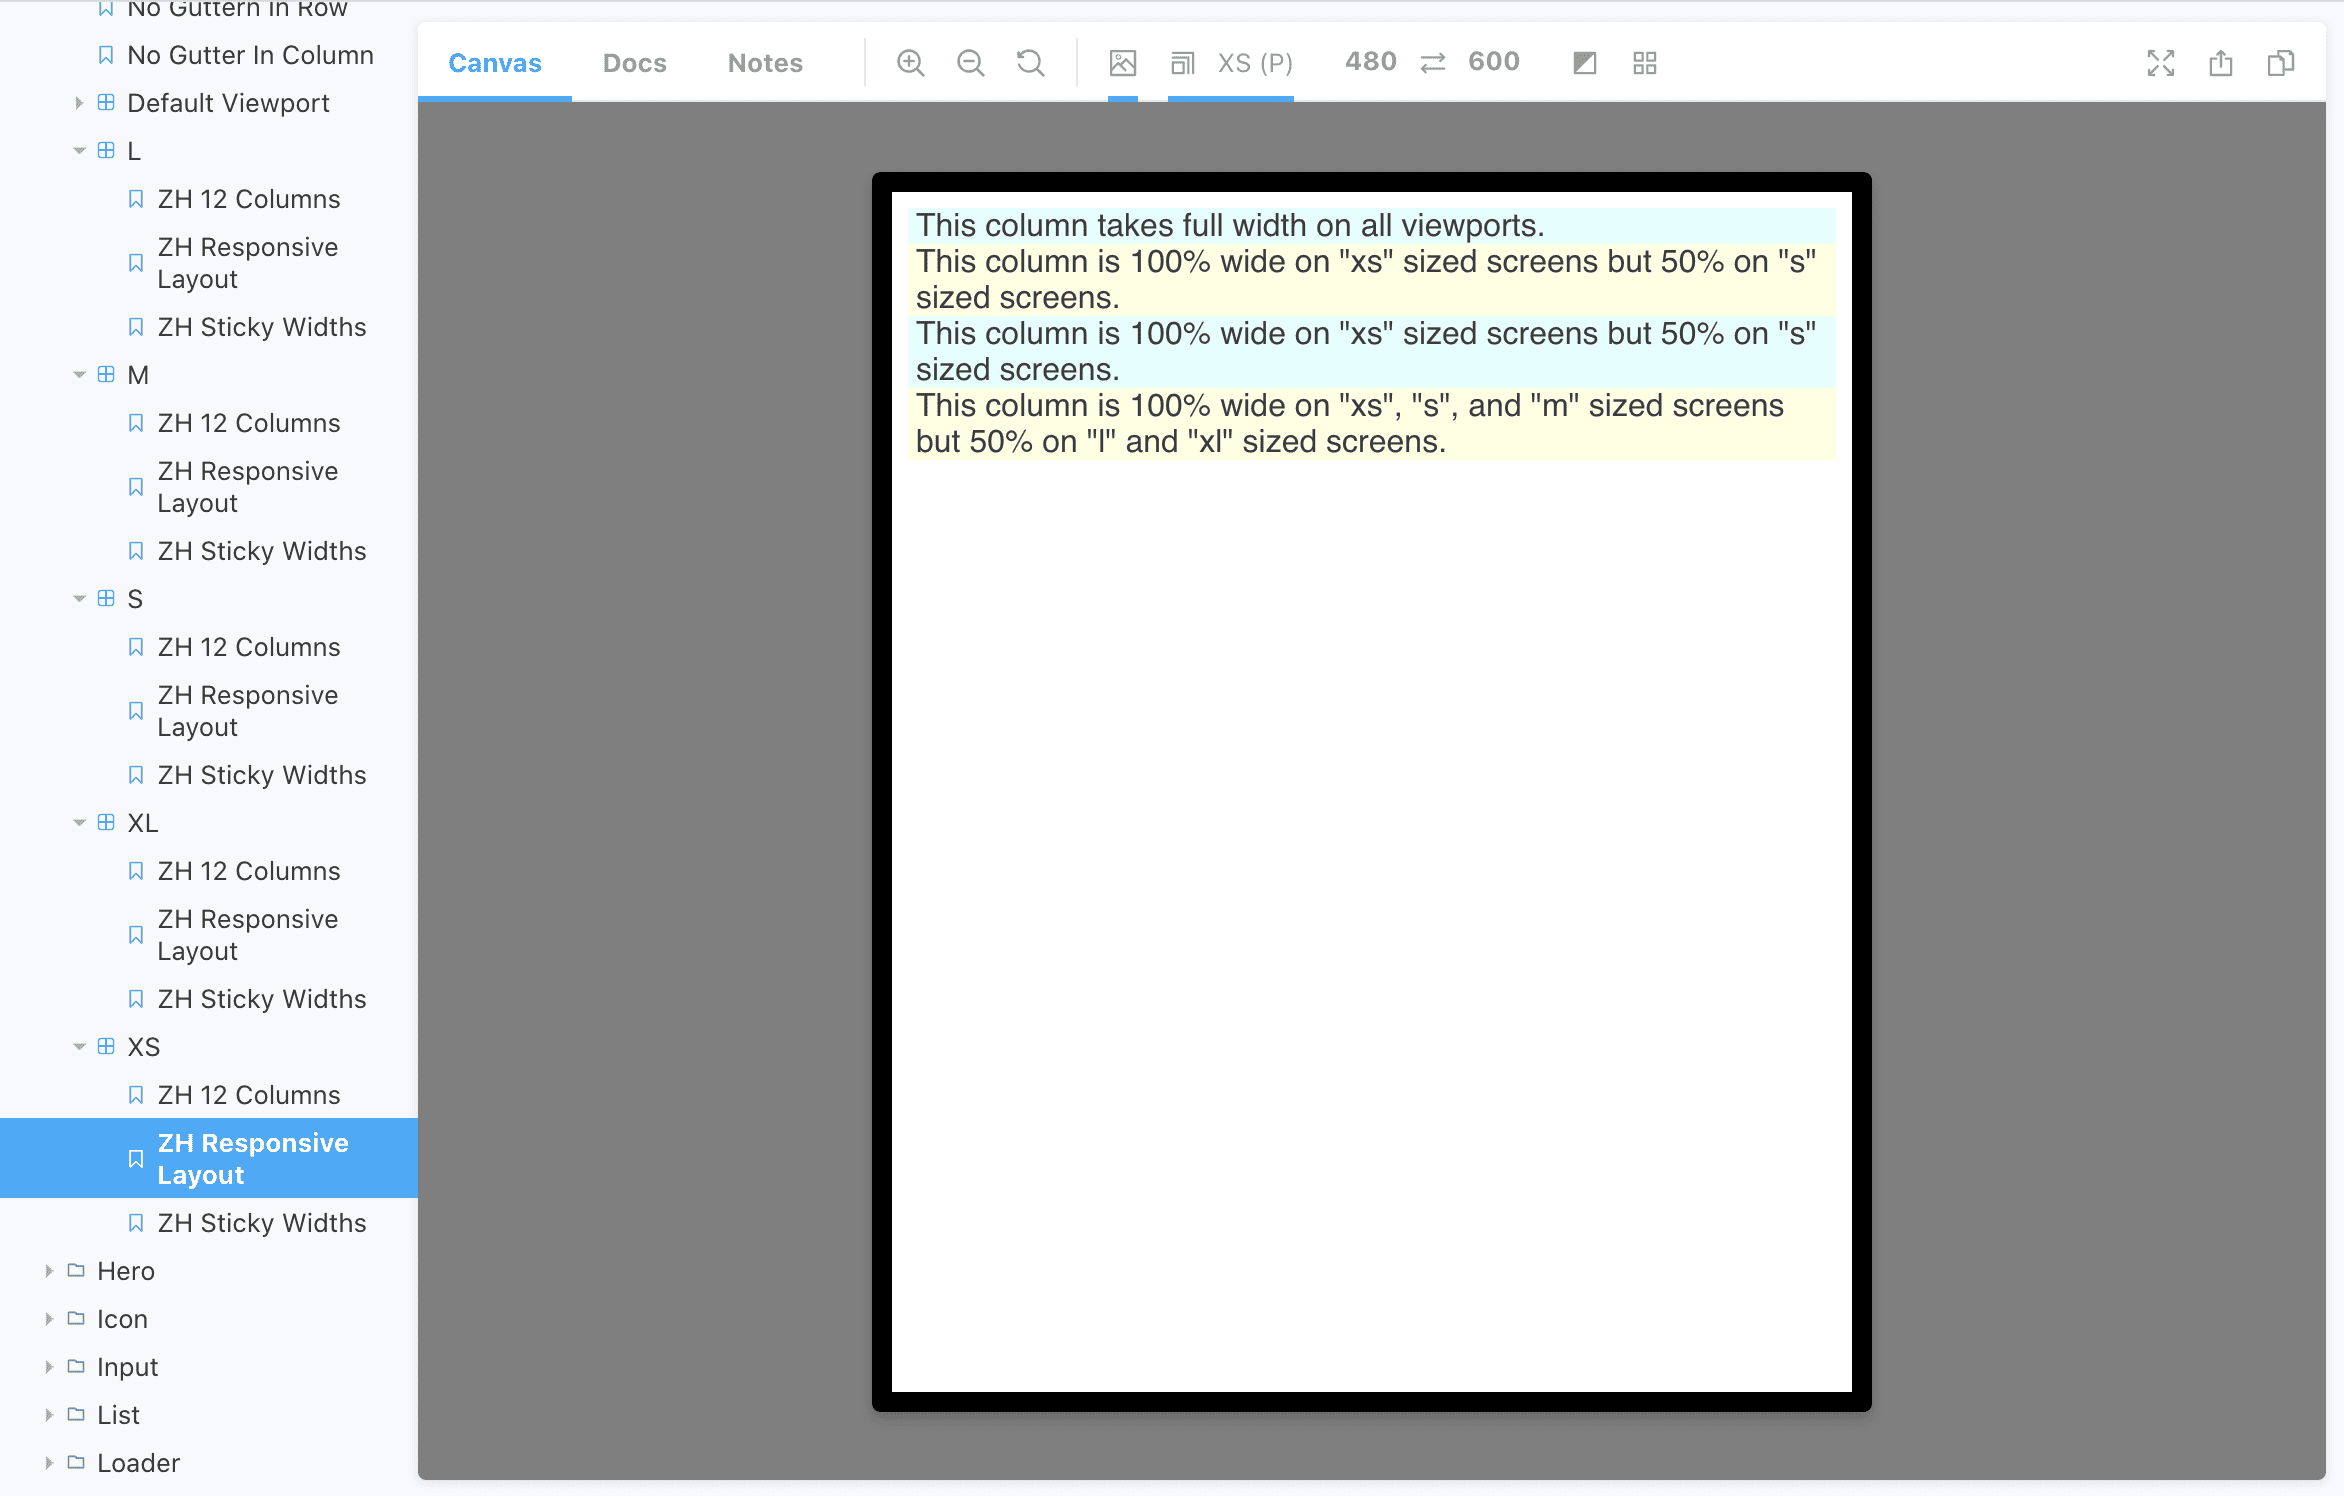 No Guttern In Row
No Gutter In Column
Default Viewport
L
ZH 12 Columns
ZH Responsive
Layout
ZH Sticky Widths
M
ZH 12 Columns
ZH Responsive
Layout
ZH Sticky Widths
S
ZH 12 Columns
ZH Responsive
Layout
ZH Sticky Widths
XL
ZH 12 Columns
ZH Responsive
Layout
ZH Sticky Widths
XS
ZH 12 Columns
ZH Responsive
Layout
ZH Sticky Widths
Hero
Icon
Input
List
Loader
Canvas Docs Notes XS (P) 480 600
This column takes full width on all viewports.
This column is 100% wide on "xs" sized screens but 50% on "s"
sized screens.
This column is 100% wide on "xs" sized screens but 50% on "s"
sized screens.
This column is 100% wide on "xs", "s", and "m" sized screens
but 50% on "l" and "xl" sized screens.